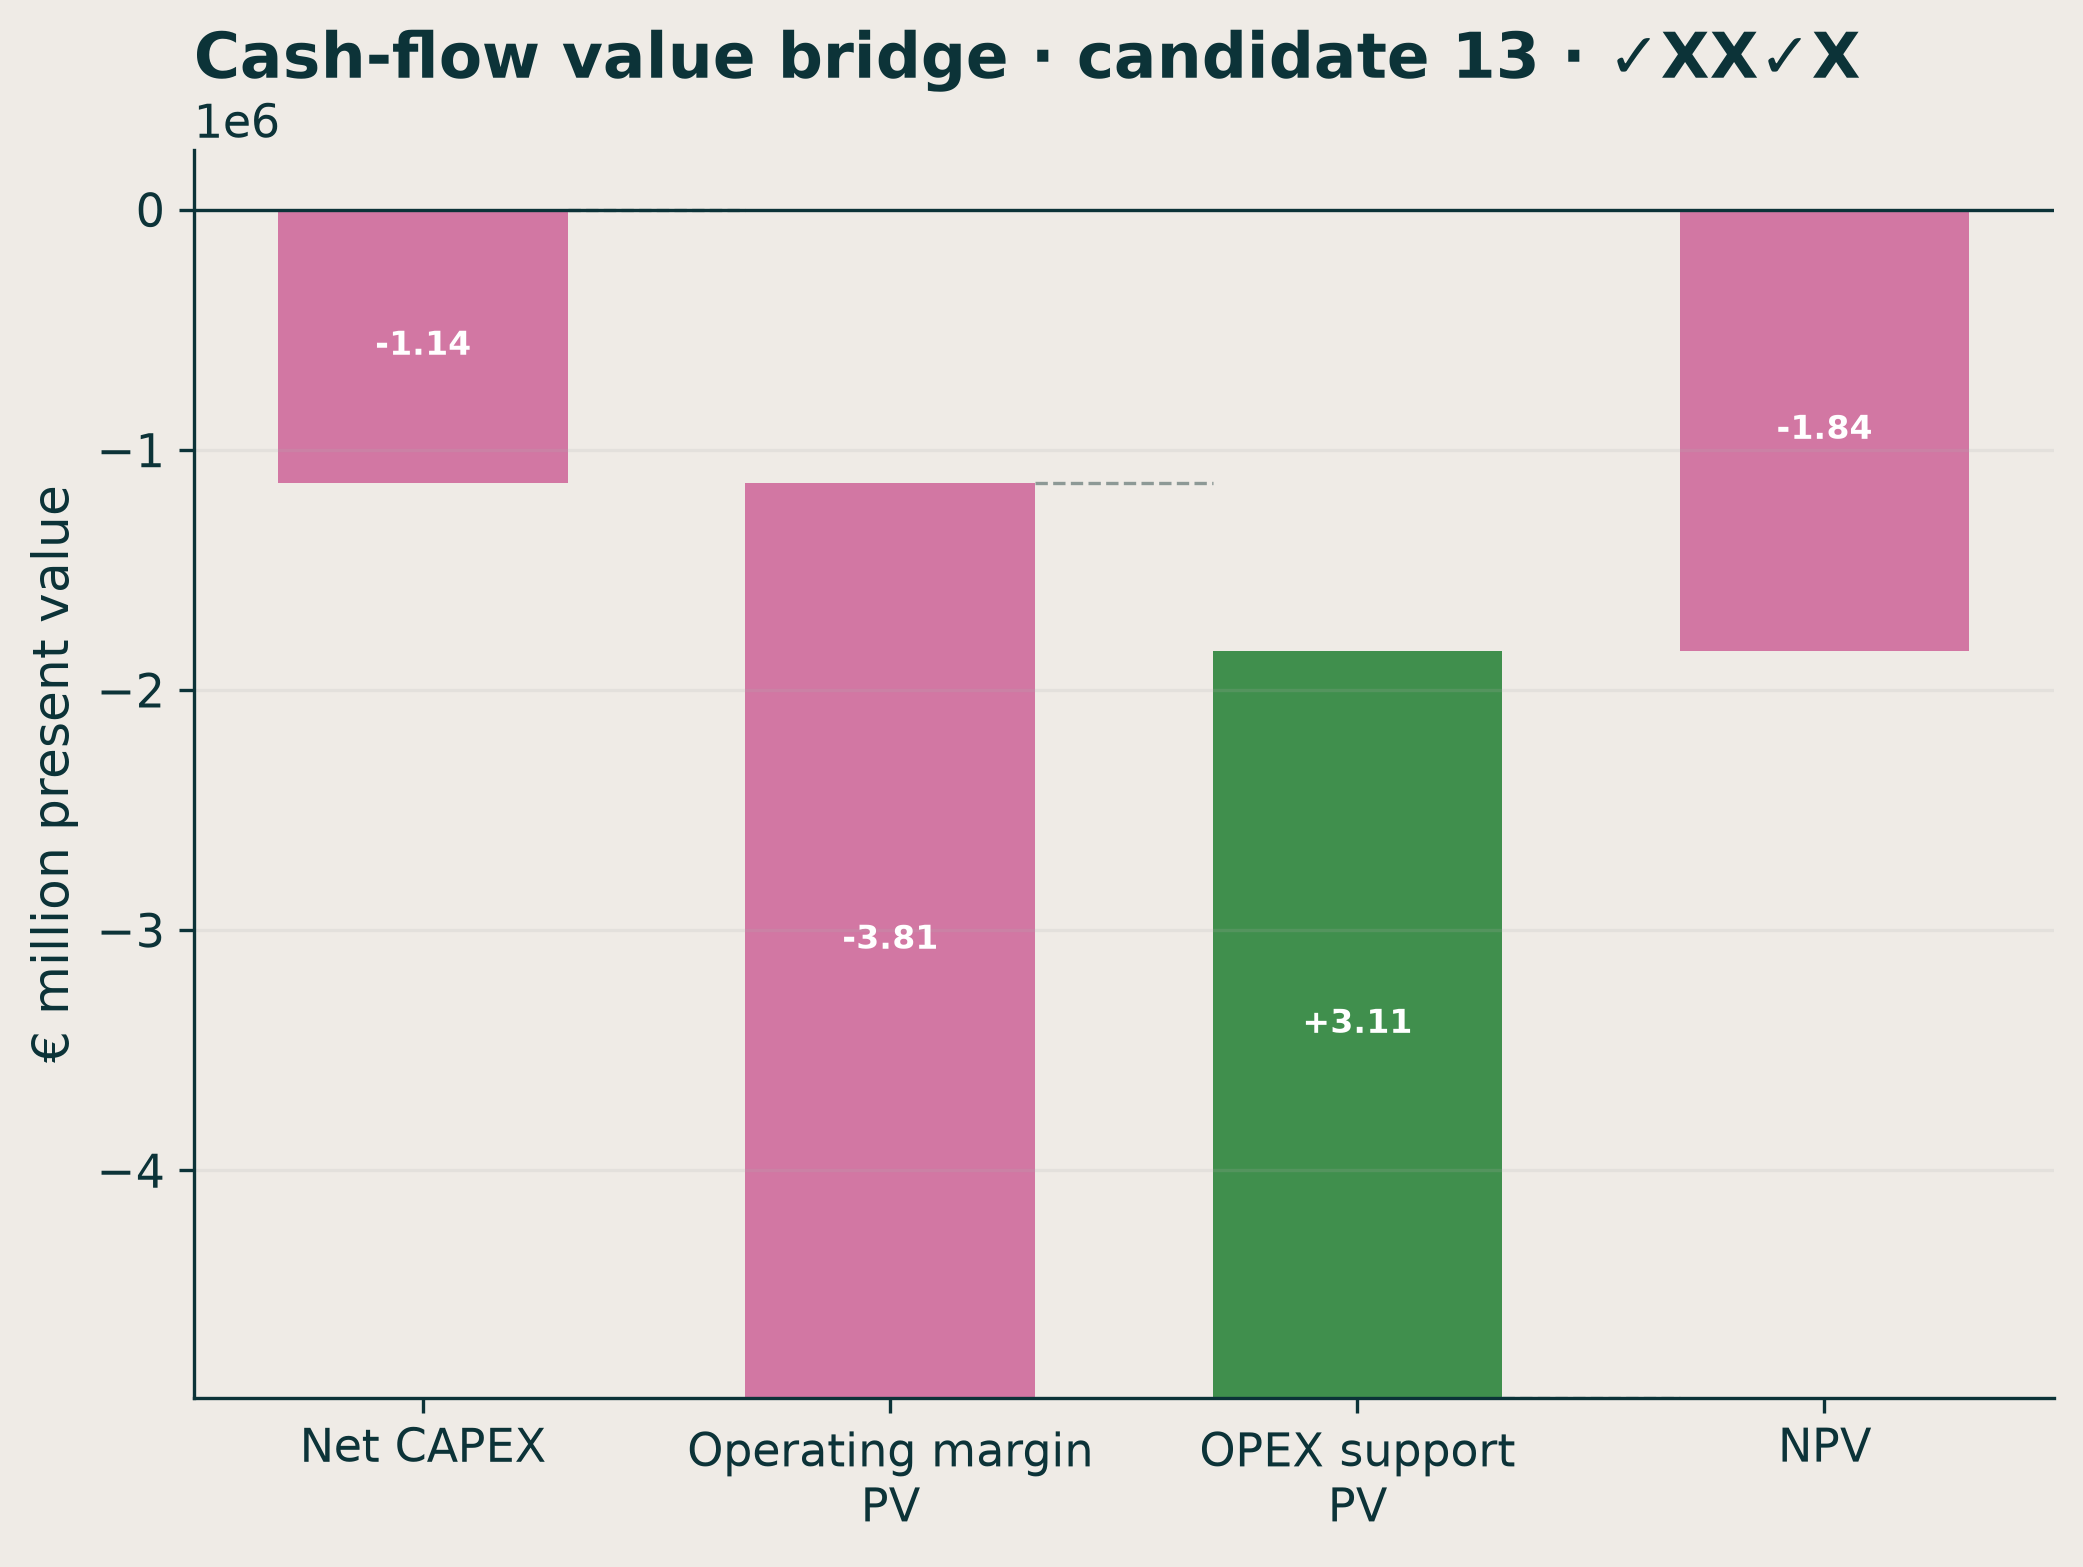 Cash-flow value bridge · candidate 13 · ✓XX✓X
1e6
0
−1
−2
−3
−4
€ million present value
-1.14
-3.81
+3.11
-1.84
Net CAPEX
Operating margin
PV
OPEX support
PV
NPV